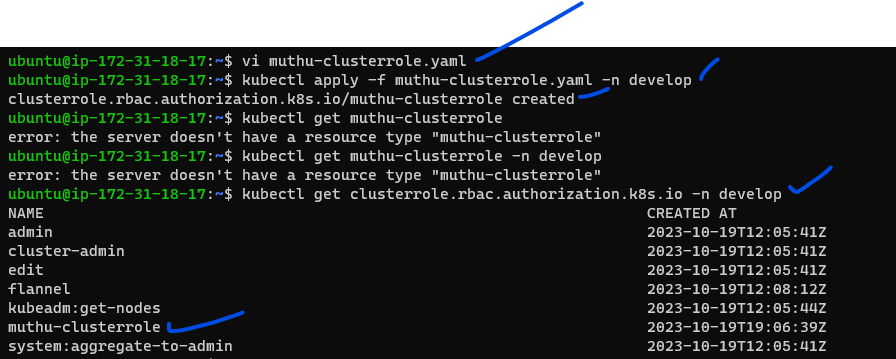 ubuntu@ip-172-31-18-17:~$ vi muthu-clusterrole.yaml
ubuntu@ip-172-31-18-17:~$ kubectl apply -f muthu-clusterrole.yaml -n develop
clusterrole.rbac.authorization.k8s.io/muthu-clusterrole created
ubuntu@ip-172-31-18-17:~$ kubectl get muthu-clusterrole
error: the server doesn't have a resource type "muthu-clusterrole"
ubuntu@ip-172-31-18-17:~$ kubectl get muthu-clusterrole -n develop
error: the server doesn't have a resource type "muthu-clusterrole"
ubuntu@ip-172-31-18-17:~$ kubectl get clusterrole.rbac.authorization.k8s.io -n develop
NAME CREATED AT
admin 2023-10-19T12:05:41Z
cluster-admin 2023-10-19T12:05:41Z
edit 2023-10-19T12:05:41Z
flannel 2023-10-19T12:08:12Z
kubeadm:get-nodes 2023-10-19T12:05:44Z
muthu-clusterrole 2023-10-19T19:06:39Z
system:aggregate-to-admin 2023-10-19T12:05:41Z